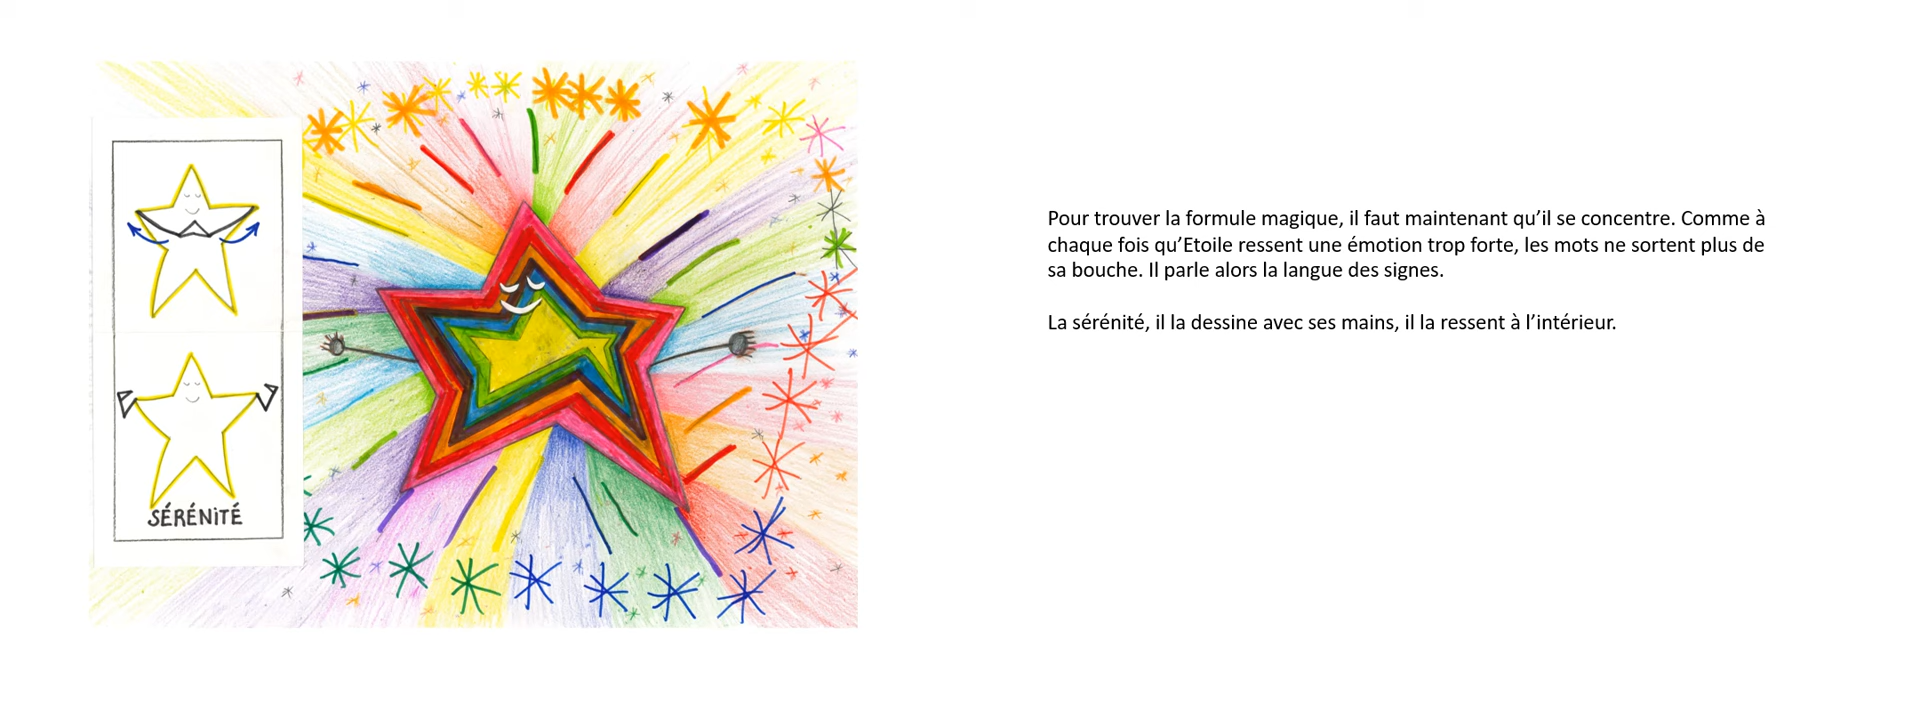 SÉRÉNiTÉ
Pour trouver la formule magique, il faut maintenant qu’il se concentre. Comme à
chaque fois qu’Etoile ressent une émotion trop forte, les mots ne sortent plus de
sa bouche. Il parle alors la langue des signes.
La sérénité, il la dessine avec ses mains, il la ressent à l’intérieur.